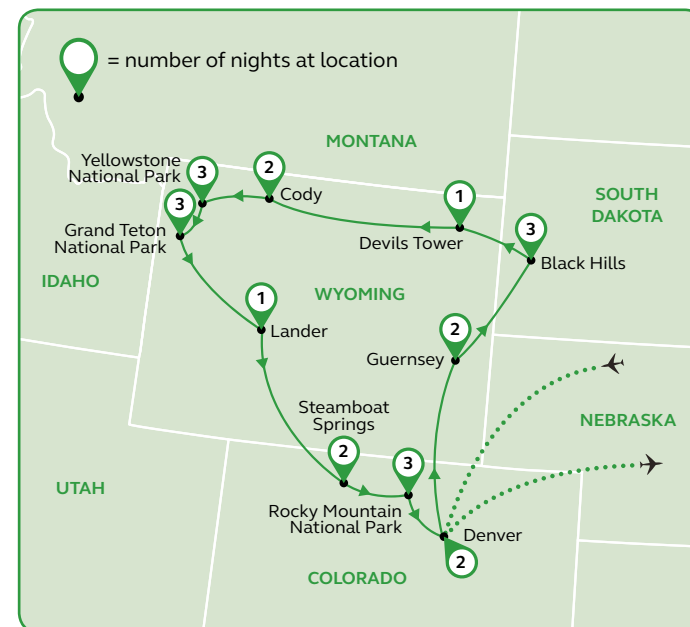 = number of nights at location
MONTANA
Yellowstone
National Park
3
2
Cody
1
Devils Tower
SOUTH
DAKOTA
3
Grand Teton
National Park
3
Black Hills
IDAHO
WYOMING
1
Lander
2
Guernsey
NEBRASKA
Steamboat
Springs
2
3
Rocky Mountain
National Park
UTAH
Denver
2
COLORADO